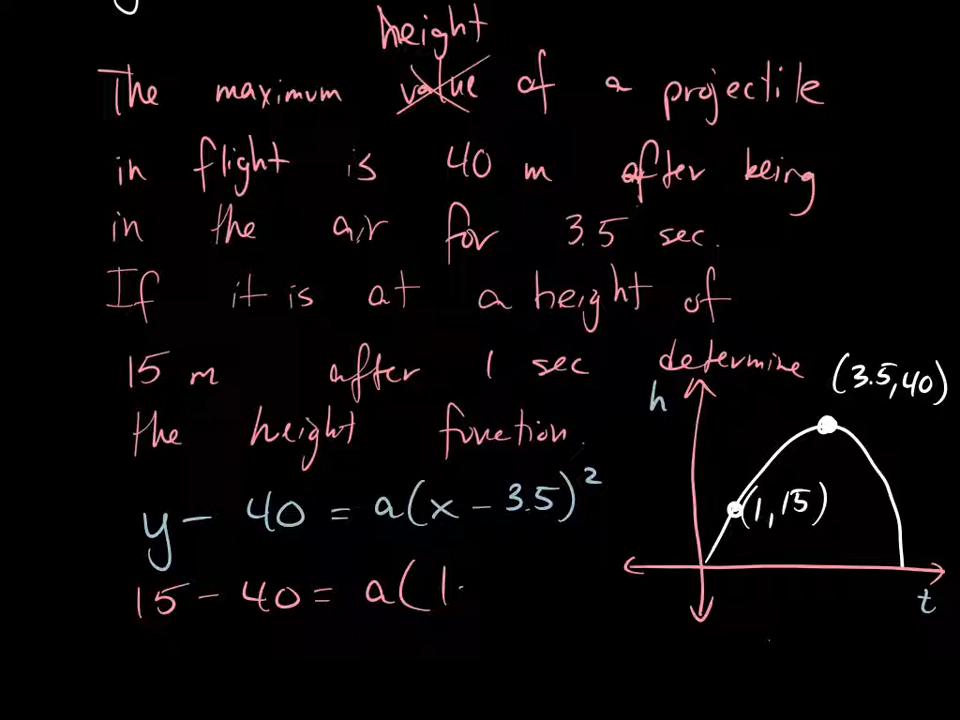 height
The maximum value of a projectile
in flight is 40 m after being
in the air for 3.5 sec.
If it is at a height of
15 m after 1 sec determine
the height function.
(3.5,40)
h
(1,15)
t
y - 40 = a(x - 3.5)²
15 - 40 = a(1.